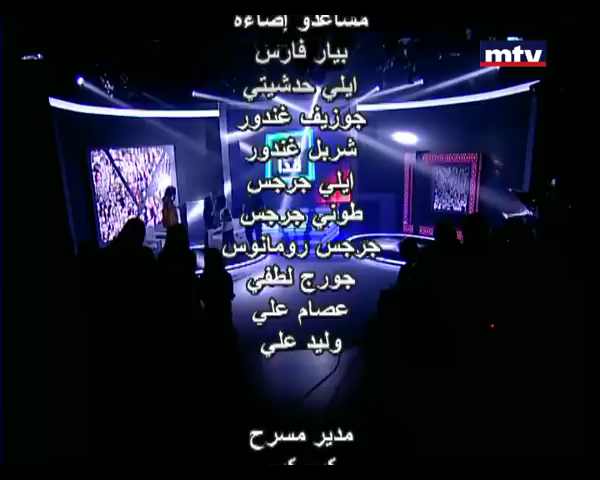 مساعدو إضاءة
mtv
بيار فارس
ايلي حدشيتي
جوزيف غندور
شربل غندور
ايلي جرجس
طوني جرجس
جرجس رومانوس
جورج لطفي
عصام علي
وليد علي
مدير مسرح